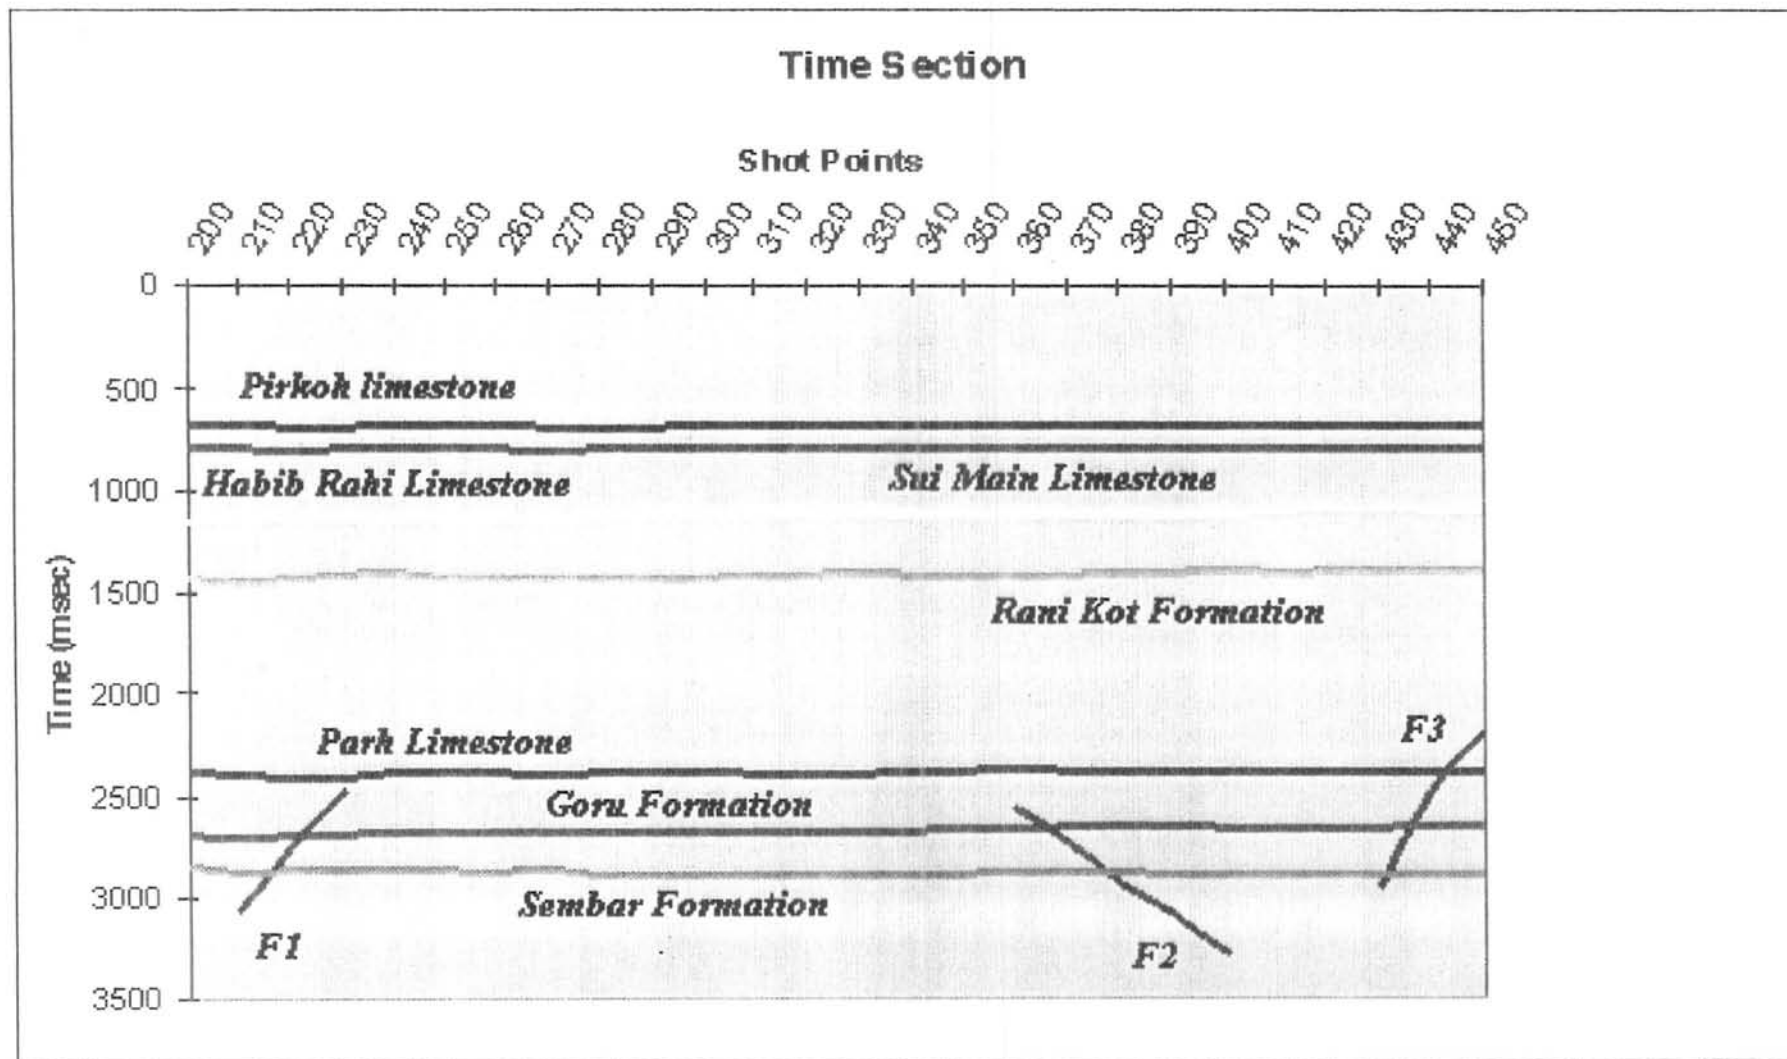 Time Section
Shot Points
200 210 220 230 240 250 260 270 280 290 300 310 320 330 340 350 360 370 380 390 400 410 420 430 440 450
0
500
1000
1500
2000
2500
3000
3500
Time (msec)
Pirkoh limestone
Habib Rahi Limestone
Sui Main Limestone
Rani Kot Formation
Parh Limestone
F3
Goru Formation
Sembar Formation
F1
F2